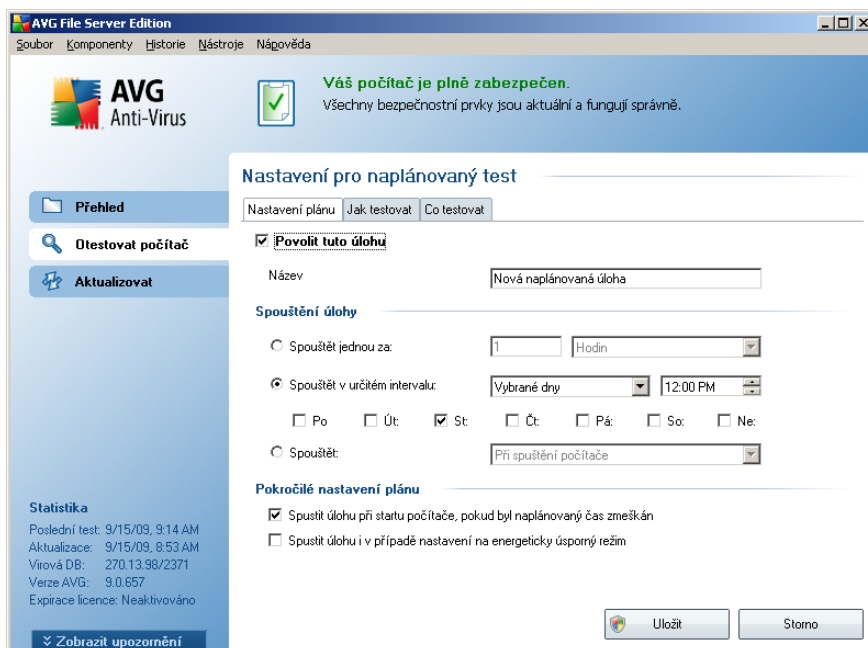 AVG File Server Edition
Soubor Komponenty Historie Nástroje Nápověda
AVG
Anti-Virus
Váš počítač je plně zabezpečen.
Všechny bezpečnostní prvky jsou aktuální a fungují správně.
Přehled
Otestovat počítač
Aktualizovat
Nastavení pro naplánovaný test
Nastavení plánu Jak testovat Co testovat
Povolit tuto úlohu
Název Nová naplánovaná úloha
Spouštění úlohy
Spouštět jednou za: 1 Hodin
Spouštět v určitém intervalu: Vybrané dny 12:00 PM
Po Út: St: Čt: Pá: So: Ne:
Spouštět: Při spuštění počítače
Pokročilé nastavení plánu
Spustit úlohu při startu počítače, pokud byl naplánovaný čas zmeškán
Spustit úlohu i v případě nastavení na energeticky úsporný režim
Statistika
Poslední test: 9/15/09, 9:14 AM
Aktualizace: 9/15/09, 8:53 AM
Virová DB: 270.13.98/2371
Verze AVG: 9.0.657
Expirace licence: Neaktivováno
Zobrazit upozornění
Uložit Storno